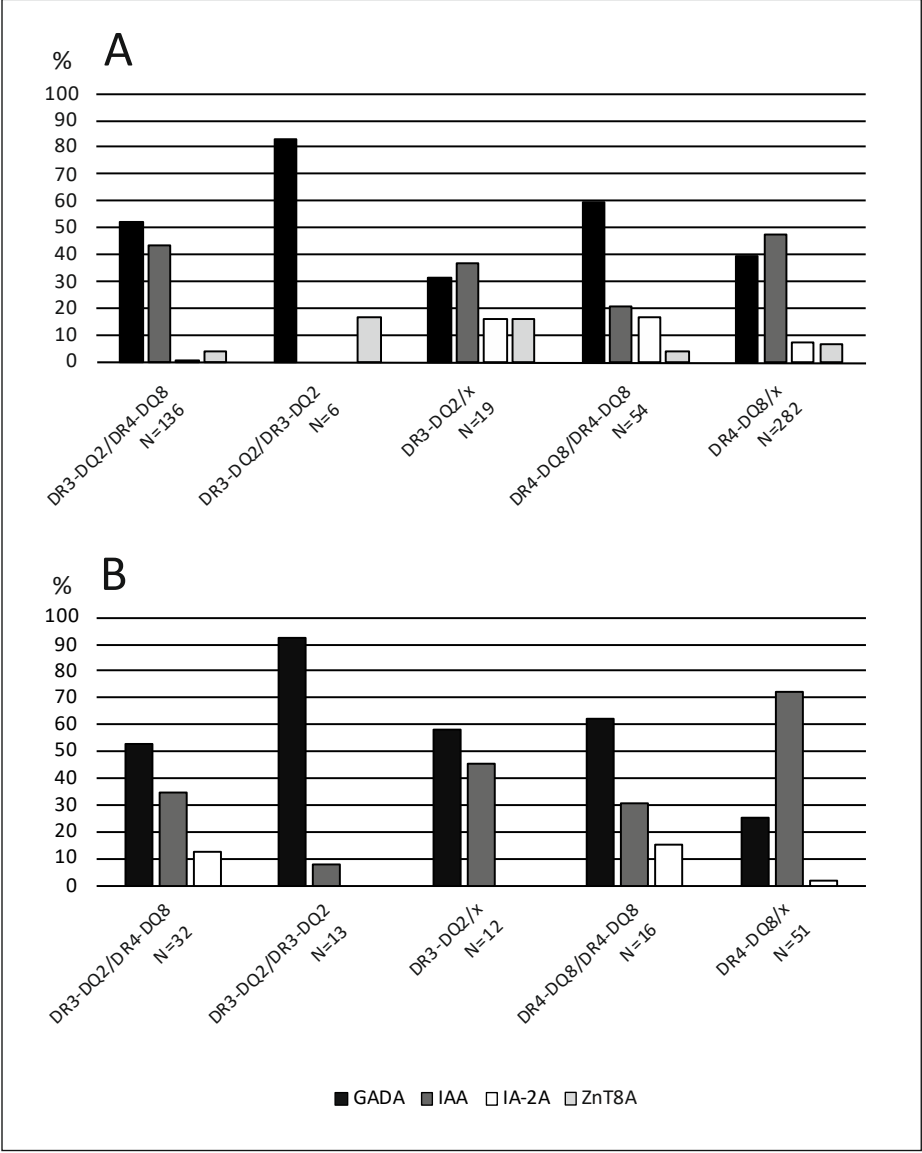 A
%
100
90
80
70
60
50
40
30
20
10
0
DR3-DQ2/DR4-DQ8
N=136
DR3-DQ2/DR3-DQ2
N=6
DR3-DQ2/x
N=19
DR4-DQ8/DR4-DQ8
N=54
DR4-DQ8/x
N=282
B
%
100
90
80
70
60
50
40
30
20
10
0
DR3-DQ2/DR4-DQ8
N=32
DR3-DQ2/DR3-DQ2
N=13
DR3-DQ2/x
N=12
DR4-DQ8/DR4-DQ8
N=16
DR4-DQ8/x
N=51
GADA IAA IA-2A ZnT8A